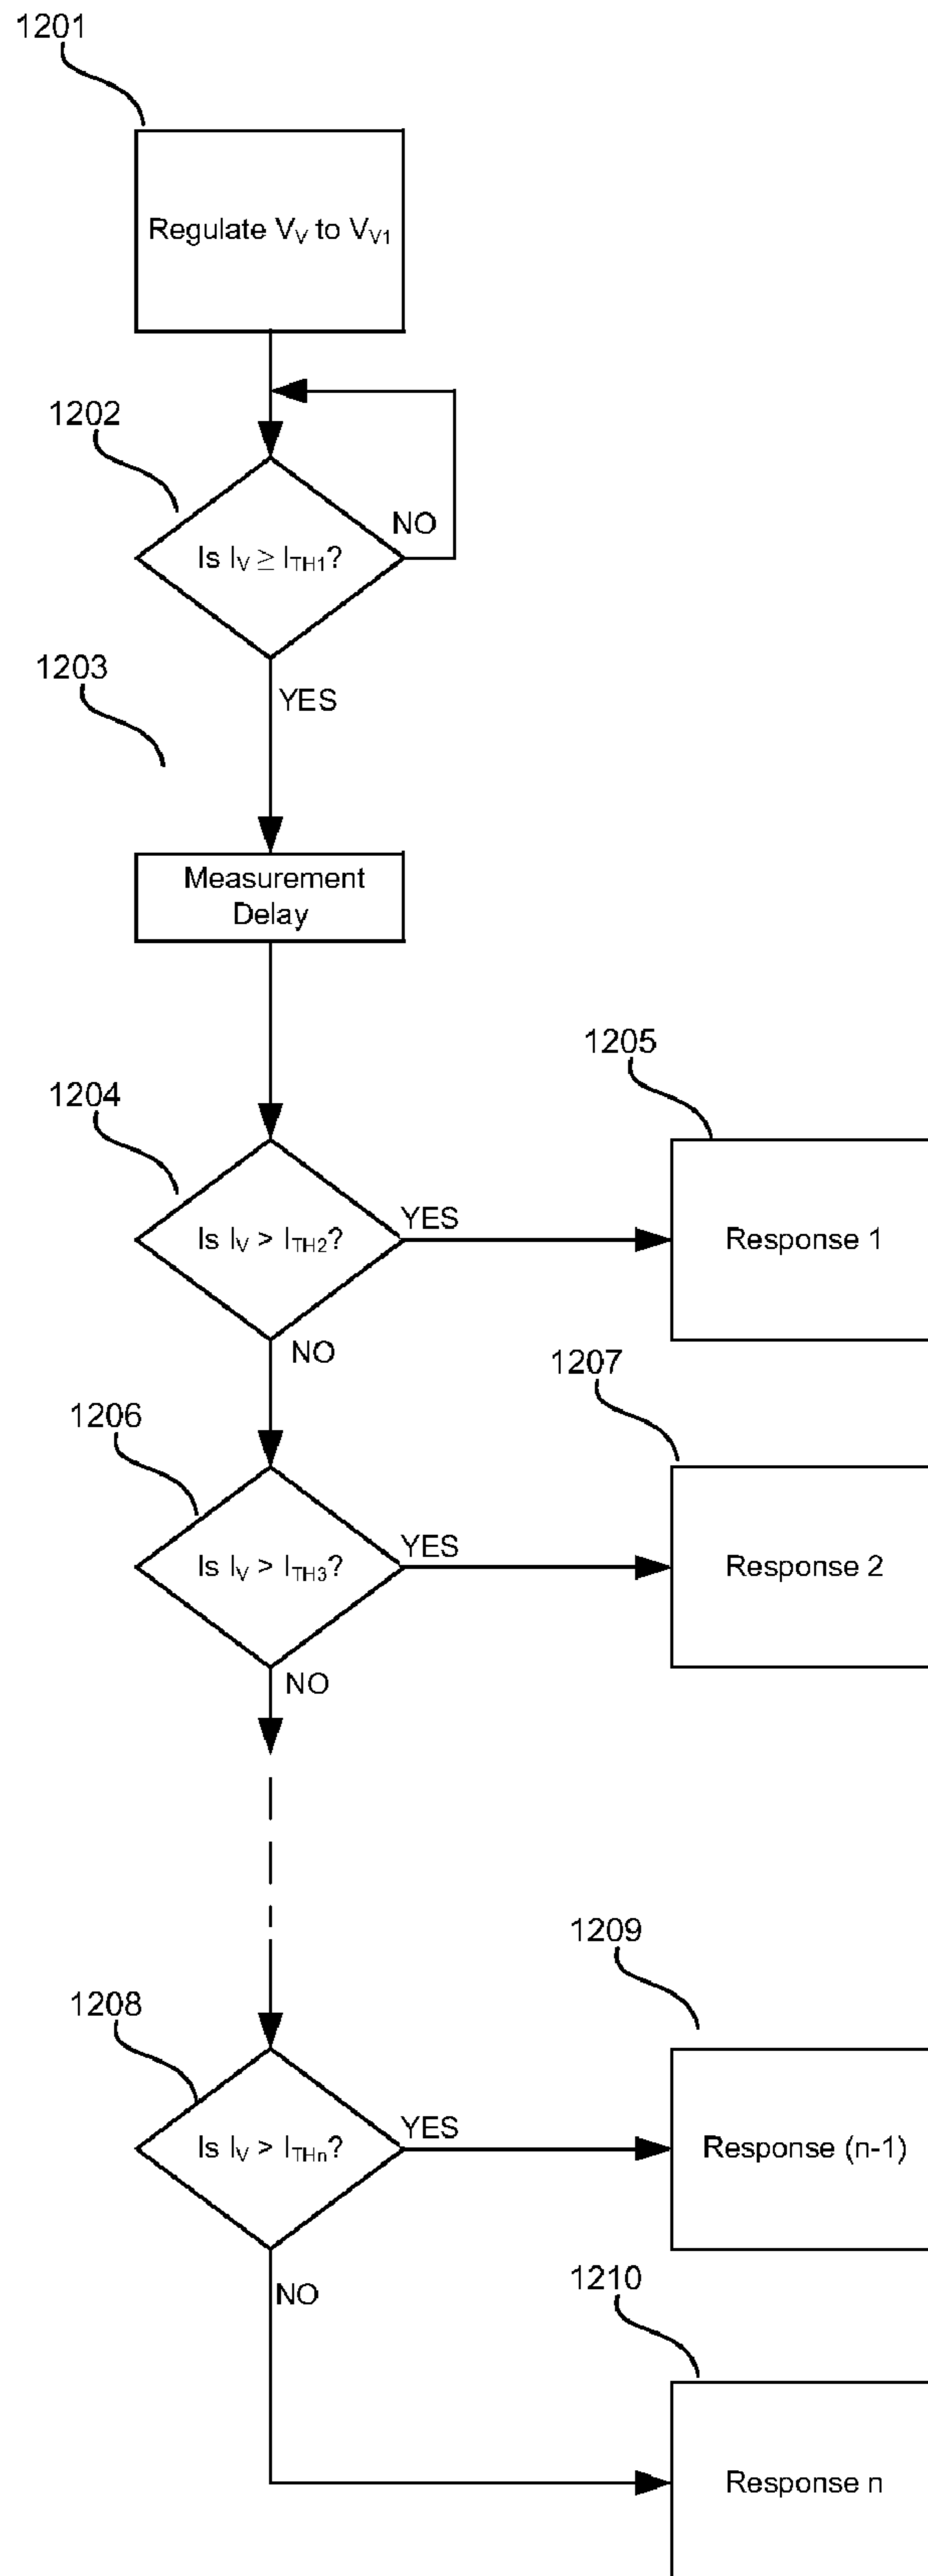 1201
Regulate V_V to V_V1
1202
NO
Is I_V ≥ I_TH1?
1203
YES
Measurement
Delay
1205
1204
YES
Is I_V > I_TH2?
Response 1
NO
1207
1206
YES
Is I_V > I_TH3?
Response 2
NO
1209
1208
YES
Is I_V > I_THn?
Response (n-1)
1210
NO
Response n